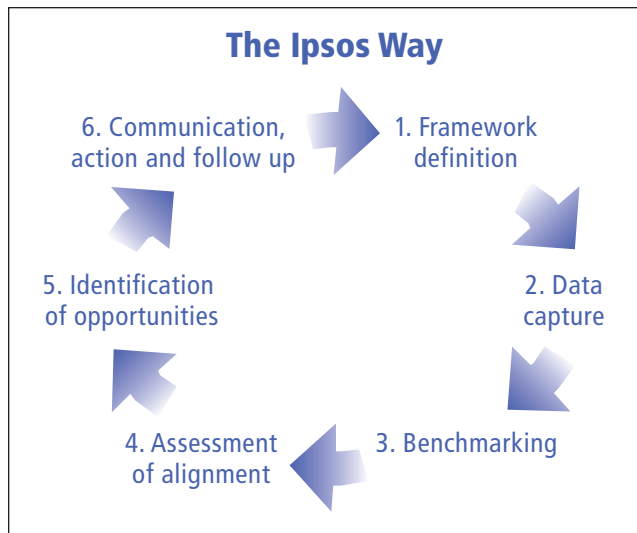 The Ipsos Way
1. Framework
definition
2. Data
capture
3. Benchmarking
4. Assessment
of alignment
5. Identification
of opportunities
6. Communication,
action and follow up